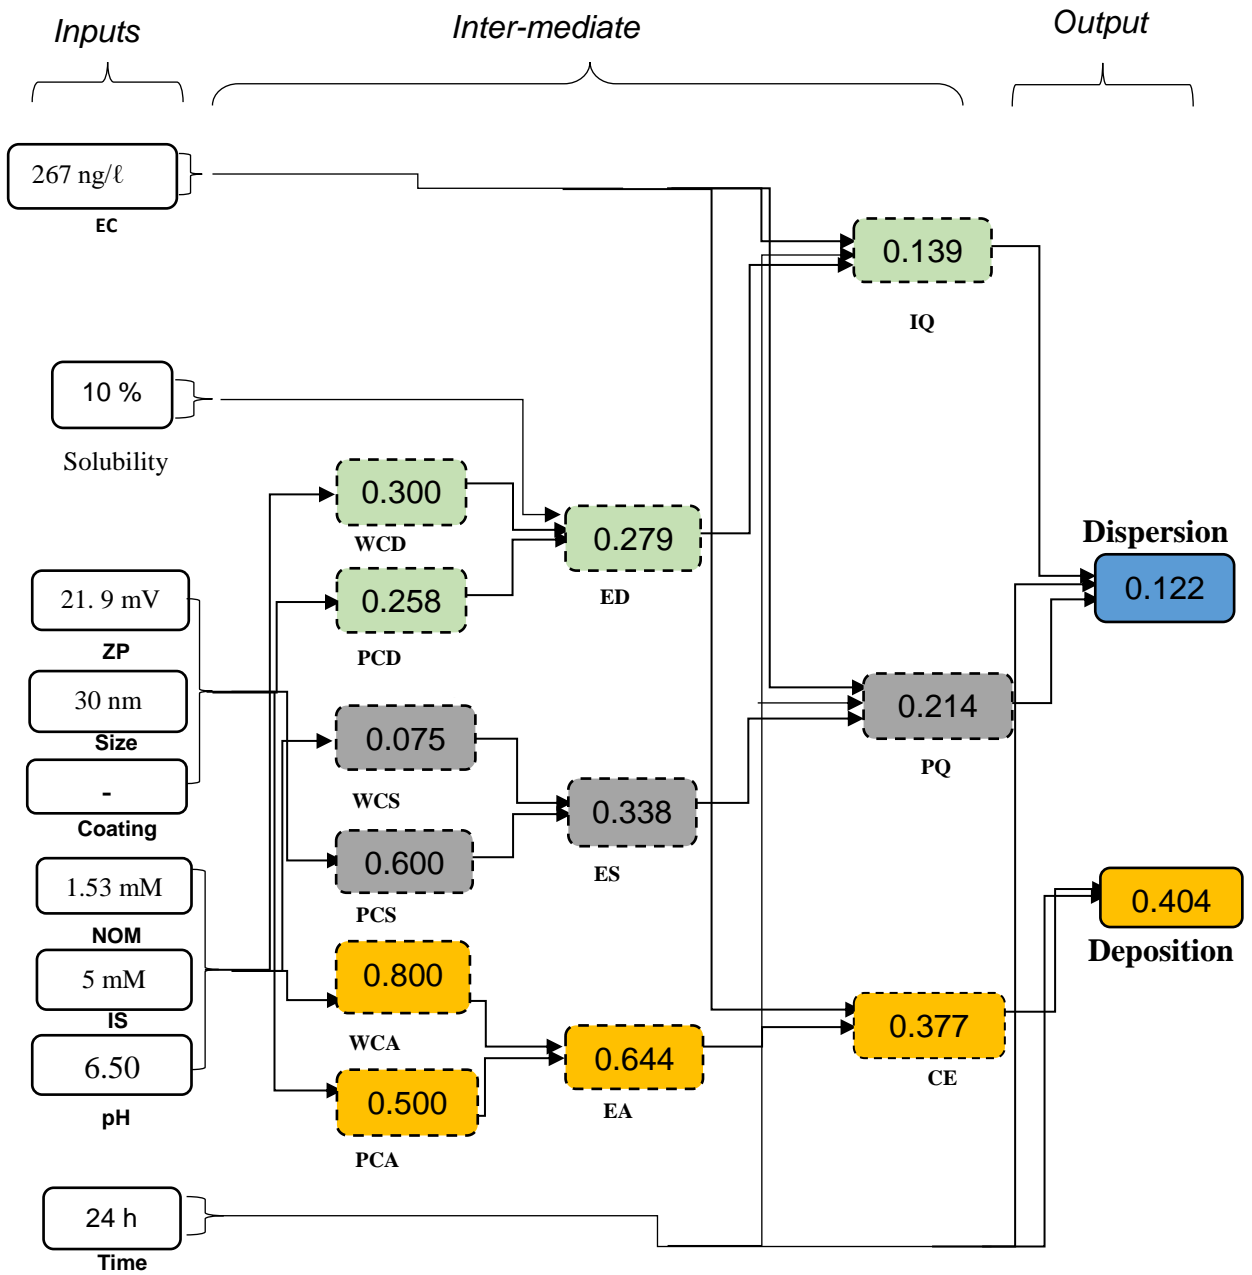 Inputs
Inter-mediate
Output
267 ng/ℓ
EC
0.139
IQ
10 %
Solubility
0.300
WCD
0.279
ED
Dispersion
0.122
21. 9 mV
ZP
0.258
PCD
30 nm
Size
0.075
WCS
0.214
PQ
-
Coating
0.338
ES
0.600
PCS
1.53 mM
NOM
0.404
Deposition
5 mM
IS
0.800
WCA
0.377
CE
6.50
pH
0.644
EA
0.500
PCA
24 h
Time